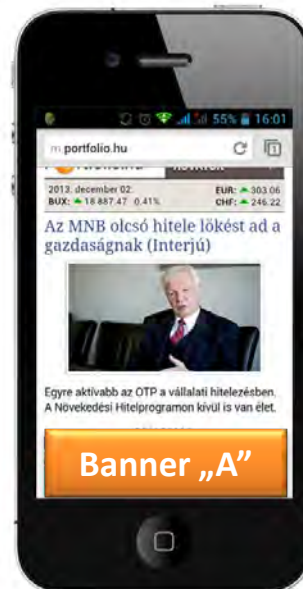 55% 16:01
m.portfolio.hu 1
2013. december 02. EUR: 303.06
BUX: 18 887.47 0.41% CHF: 246.22
Az MNB olcsó hitele lökést ad a
gazdaságnak (Interjú)
Egyre aktívabb az OTP a vállalati hitelezésben.
A Növekedési Hitelprogramon kívül is van élet.
Banner „A”